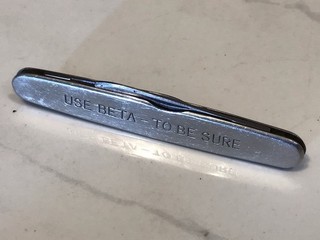 USE BETA - TO BE SURE